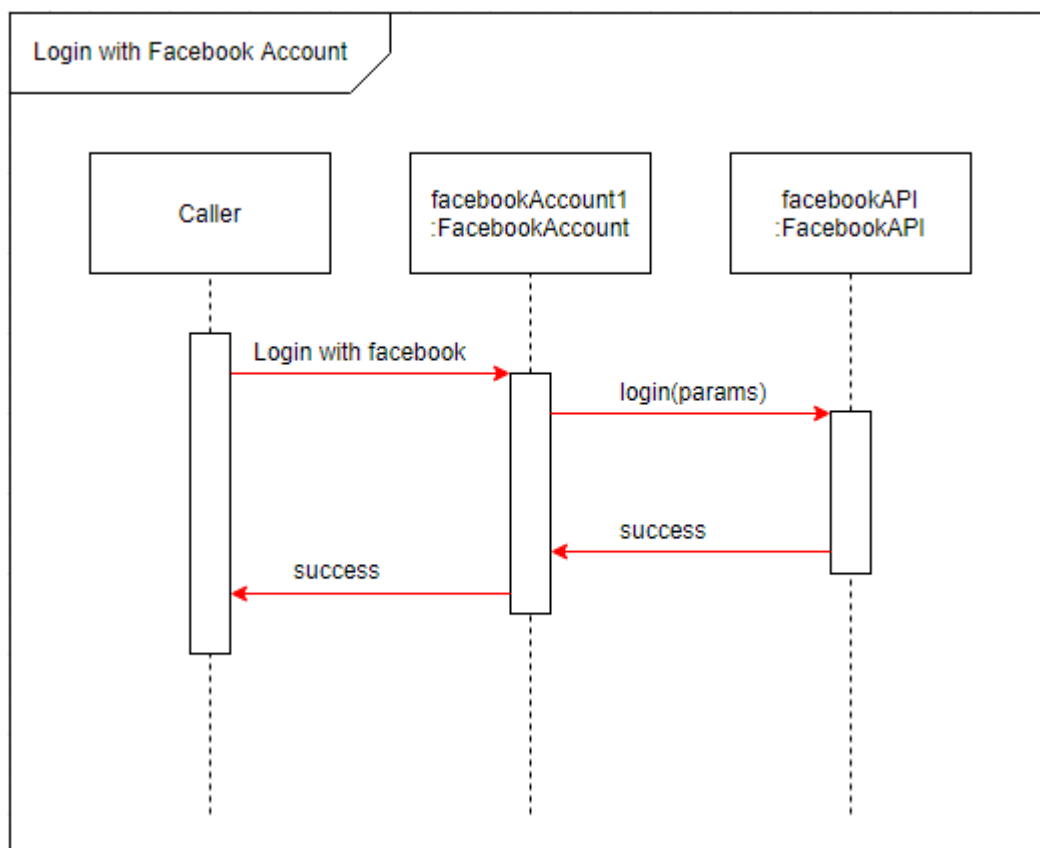 Login with Facebook Account
Caller
facebookAccount1
:FacebookAccount
facebookAPI
:FacebookAPI
Login with facebook
login(params)
success
success